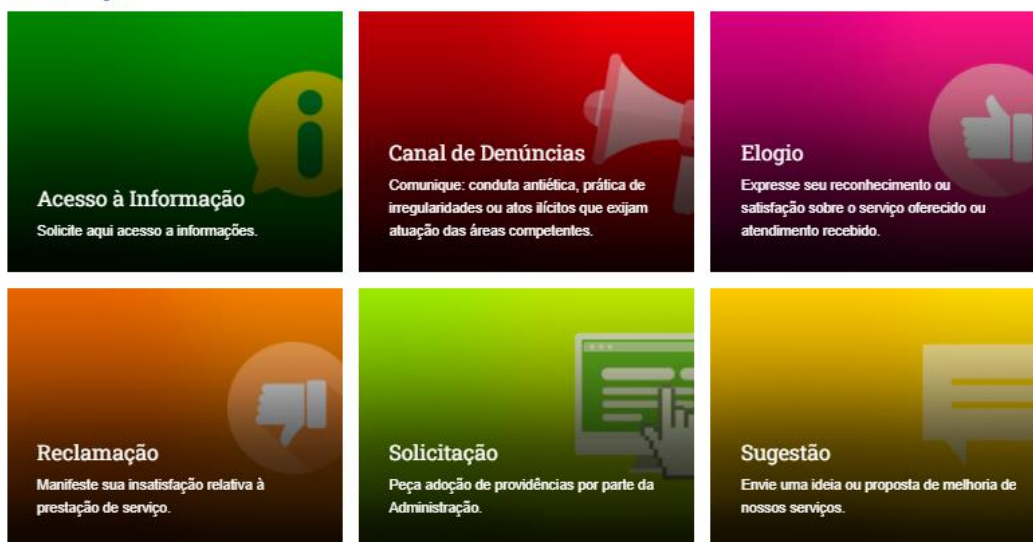 Acesso à Informação
Solicite aqui acesso a informações.
Canal de Denúncias
Comunique: conduta antiética, prática de
irregularidades ou atos ilícitos que exijam
atuação das áreas competentes.
Elogio
Expresse seu reconhecimento ou
satisfação sobre o serviço oferecido ou
atendimento recebido.
Reclamação
Manifeste sua insatisfação relativa à
prestação de serviço.
Solicitação
Peça adoção de providências por parte da
Administração.
Sugestão
Envie uma ideia ou proposta de melhoria de
nossos serviços.